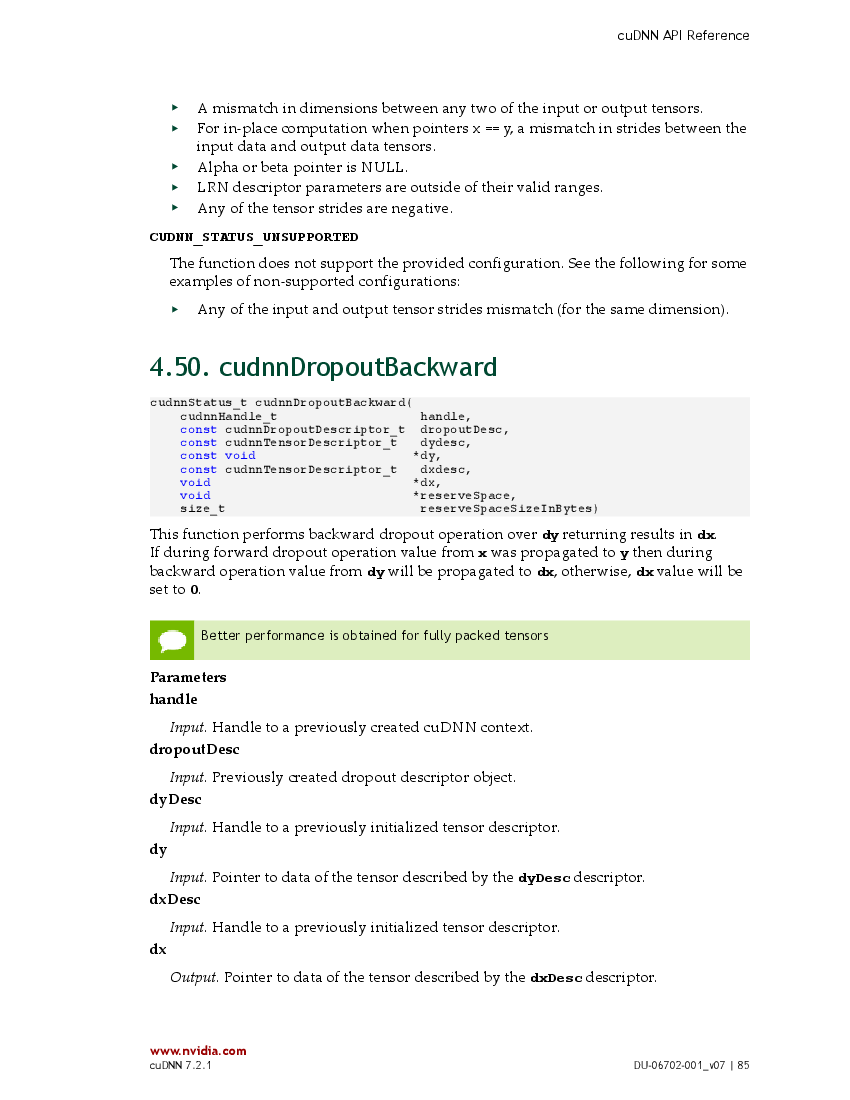 cuDNN API Reference
▸ A mismatch in dimensions between any two of the input or output tensors.
▸ For in-place computation when pointers x == y, a mismatch in strides between the
input data and output data tensors.
▸ Alpha or beta pointer is NULL.
▸ LRN descriptor parameters are outside of their valid ranges.
▸ Any of the tensor strides are negative.
CUDNN_STATUS_UNSUPPORTED
The function does not support the provided configuration. See the following for some
examples of non-supported configurations:
▸ Any of the input and output tensor strides mismatch (for the same dimension).
4.50. cudnnDropoutBackward
cudnnStatus_t cudnnDropoutBackward(
    cudnnHandle_t                   handle,
    const cudnnDropoutDescriptor_t  dropoutDesc,
    const cudnnTensorDescriptor_t   dydesc,
    const void                     *dy,
    const cudnnTensorDescriptor_t   dxdesc,
    void                           *dx,
    void                           *reserveSpace,
    size_t                          reserveSpaceSizeInBytes)
This function performs backward dropout operation over dy returning results in dx.
If during forward dropout operation value from x was propagated to y then during
backward operation value from dy will be propagated to dx, otherwise, dx value will be
set to 0.
Better performance is obtained for fully packed tensors
Parameters
handle
Input. Handle to a previously created cuDNN context.
dropoutDesc
Input. Previously created dropout descriptor object.
dyDesc
Input. Handle to a previously initialized tensor descriptor.
dy
Input. Pointer to data of the tensor described by the dyDesc descriptor.
dxDesc
Input. Handle to a previously initialized tensor descriptor.
dx
Output. Pointer to data of the tensor described by the dxDesc descriptor.
www.nvidia.com
cuDNN 7.2.1 DU-06702-001_v07 | 85